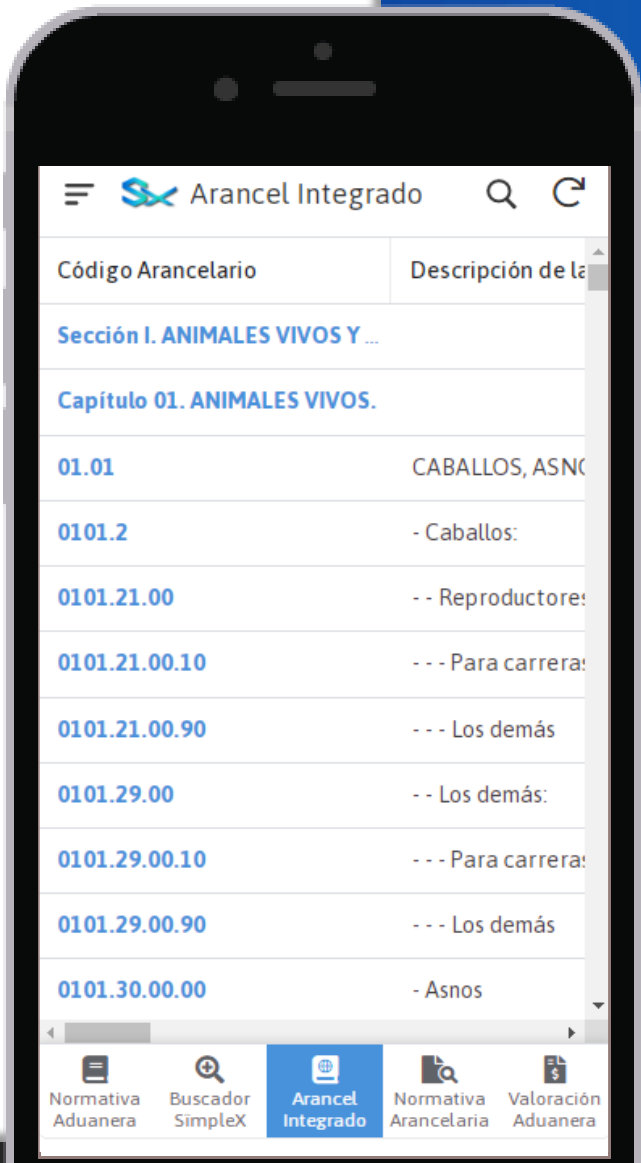 Arancel Integrado
Código Arancelario Descripción de la
Sección I. ANIMALES VIVOS Y ...
Capítulo 01. ANIMALES VIVOS.
01.01 CABALLOS,
0101.2 - Caballos:
0101.21.00 - - Reproductores
0101.21.00.10 - - - Para carreras
0101.21.00.90 - - - Los demás
0101.29.00 - - Los demás:
0101.29.00.10 - - - Para carreras
0101.29.00.90 - - - Los demás
0101.30.00.00 - Asnos
Normativa Aduanera
Buscador SïmpleX
Arancel Integrado
Normativa Arancelaria
Valoración Aduanera